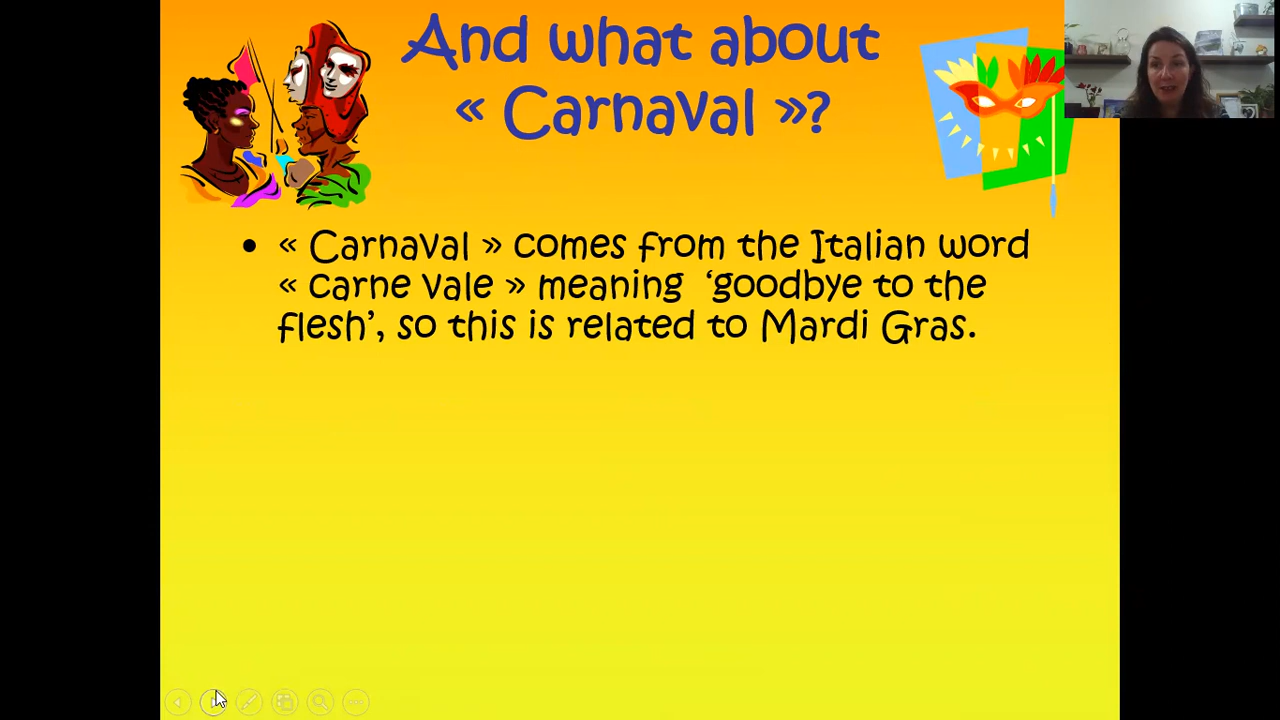 And what about
« Carnaval »?
• « Carnaval » comes from the Italian word
« carne vale » meaning ‘goodbye to the
flesh’, so this is related to Mardi Gras.